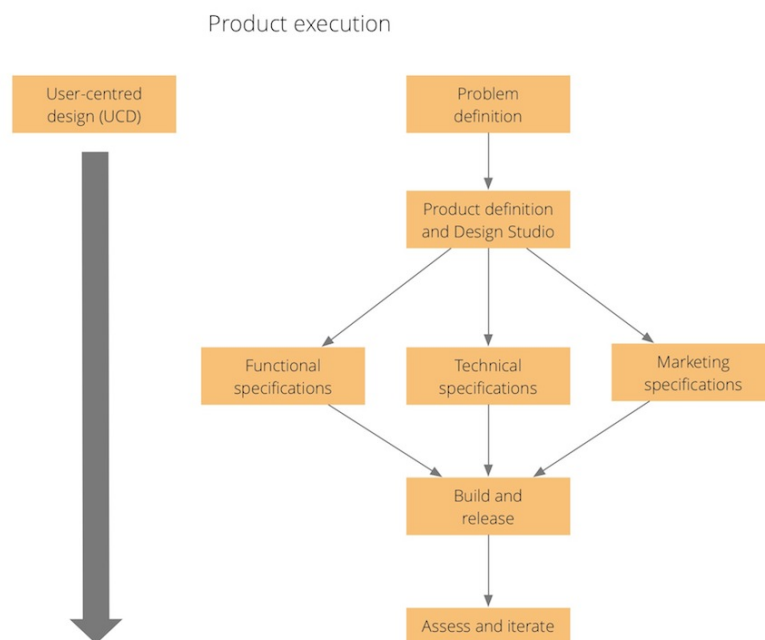 Product execution
User-centred
design (UCD)
Problem
definition
Product definition
and Design Studio
Functional
specifications
Technical
specifications
Marketing
specifications
Build and
release
Assess and iterate